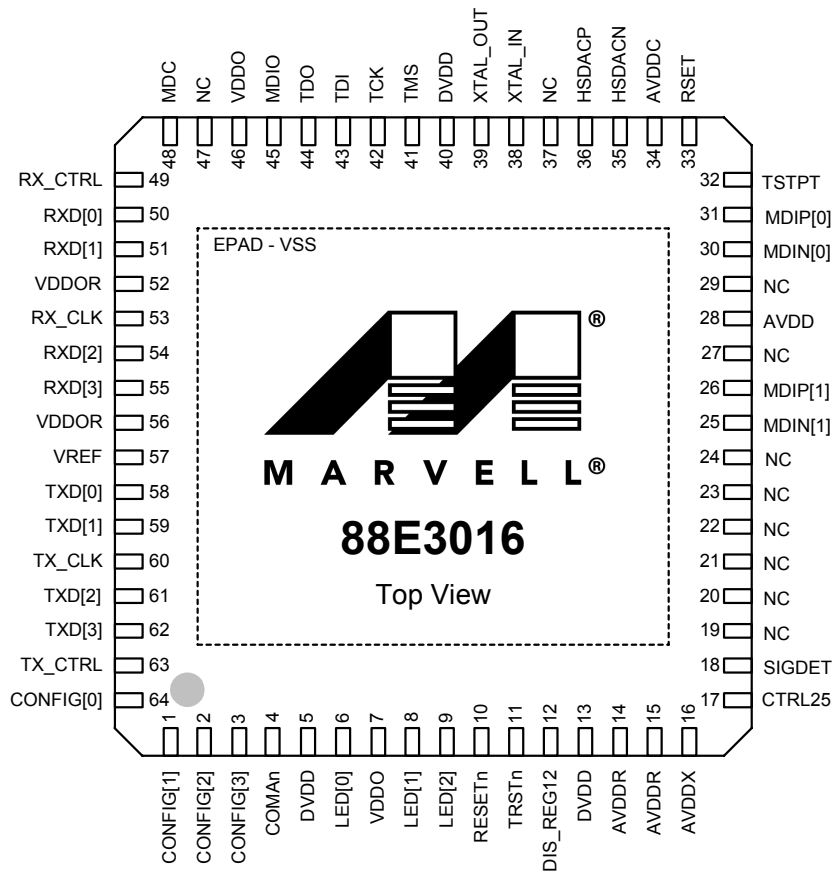 MDC
NC
VDDO
MDIO
TDO
TDI
TCK
TMS
DVDD
XTAL_OUT
XTAL_IN
NC
HSDACP
HSDACN
AVDDC
RSET
48
47
46
45
44
43
42
41
40
39
38
37
36
35
34
33
RX_CTRL 49
RXD[0] 50
RXD[1] 51
VDDOR 52
RX_CLK 53
RXD[2] 54
RXD[3] 55
VDDOR 56
VREF 57
TXD[0] 58
TXD[1] 59
TX_CLK 60
TXD[2] 61
TXD[3] 62
TX_CTRL 63
CONFIG[0] 64
EPAD - VSS
®
MARVELL®
88E3016
Top View
32 TSTPT
31 MDIP[0]
30 MDIN[0]
29 NC
28 AVDD
27 NC
26 MDIP[1]
25 MDIN[1]
24 NC
23 NC
22 NC
21 NC
20 NC
19 NC
18 SIGDET
17 CTRL25
1
2
3
4
5
6
7
8
9
10
11
12
13
14
15
16
CONFIG[1]
CONFIG[2]
CONFIG[3]
COMAn
DVDD
LED[0]
VDDO
LED[1]
LED[2]
RESETn
TRSTn
DIS_REG12
DVDD
AVDDR
AVDDR
AVDDX